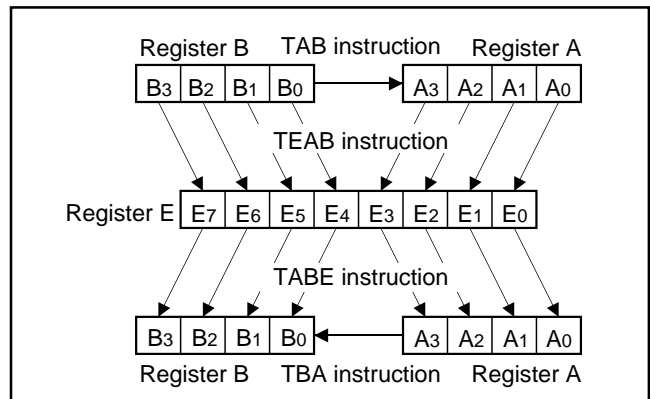 Register B TAB instruction Register A
B3 B2 B1 B0 A3 A2 A1 A0
TEAB instruction
Register E E7 E6 E5 E4 E3 E2 E1 E0
TABE instruction
B3 B2 B1 B0 A3 A2 A1 A0
Register B TBA instruction Register A